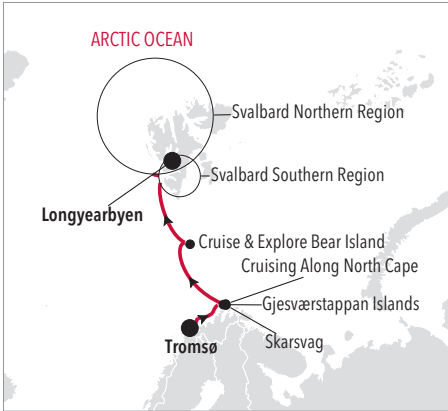 ARCTIC OCEAN
Svalbard Northern Region
Svalbard Southern Region
Longyearbyen
Cruise & Explore Bear Island
Cruising Along North Cape
Gjesværstappan Islands
Skarsvag
Tromsø